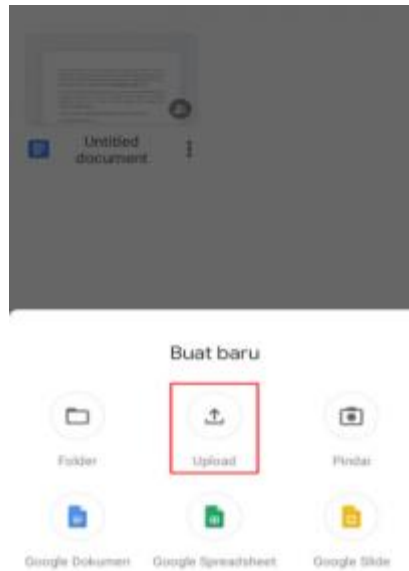 Untitled
document
Buat baru
Folder
Upload
Pindai
Google Dokumen
Google Spreadsheet
Google Slide